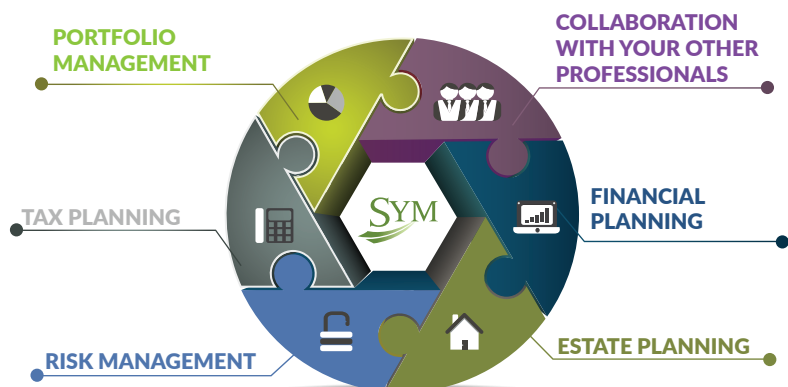 PORTFOLIO
MANAGEMENT
COLLABORATION
WITH YOUR OTHER
PROFESSIONALS
TAX PLANNING
SYM
FINANCIAL
PLANNING
RISK MANAGEMENT
ESTATE PLANNING